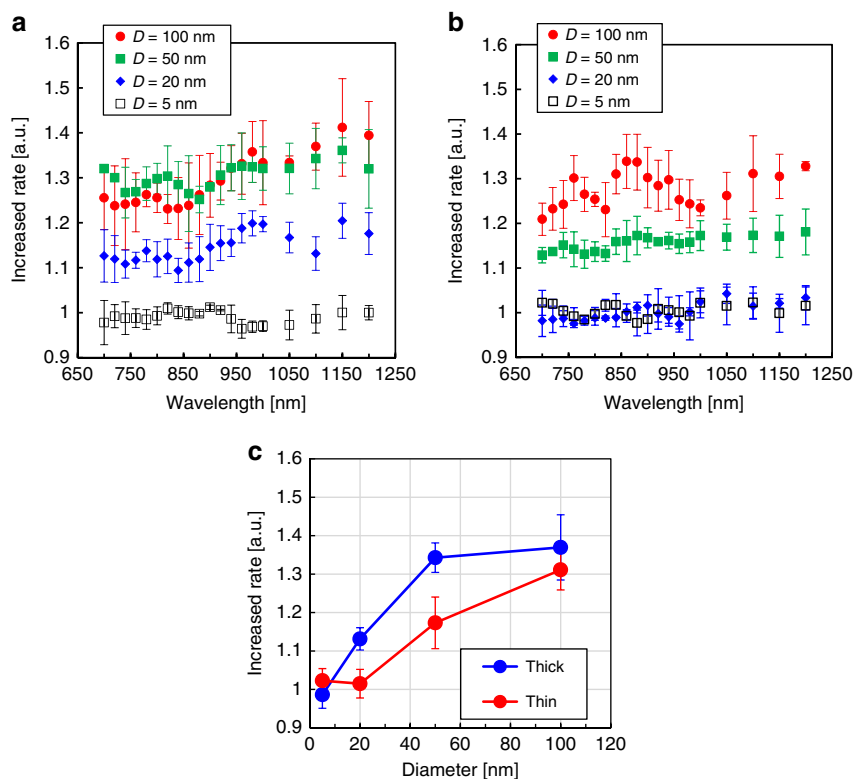 a
D = 100 nm
D = 50 nm
D = 20 nm
D = 5 nm
Increased rate [a.u.]
1.6
1.5
1.4
1.3
1.2
1.1
1
0.9
650 750 850 950 1050 1150 1250
Wavelength [nm]
b
D = 100 nm
D = 50 nm
D = 20 nm
D = 5 nm
Increased rate [a.u.]
1.6
1.5
1.4
1.3
1.2
1.1
1
0.9
650 750 850 950 1050 1150 1250
Wavelength [nm]
c
Increased rate [a.u.]
1.6
1.5
1.4
1.3
1.2
1.1
1
0.9
Thick
Thin
0 20 40 60 80 100 120
Diameter [nm]